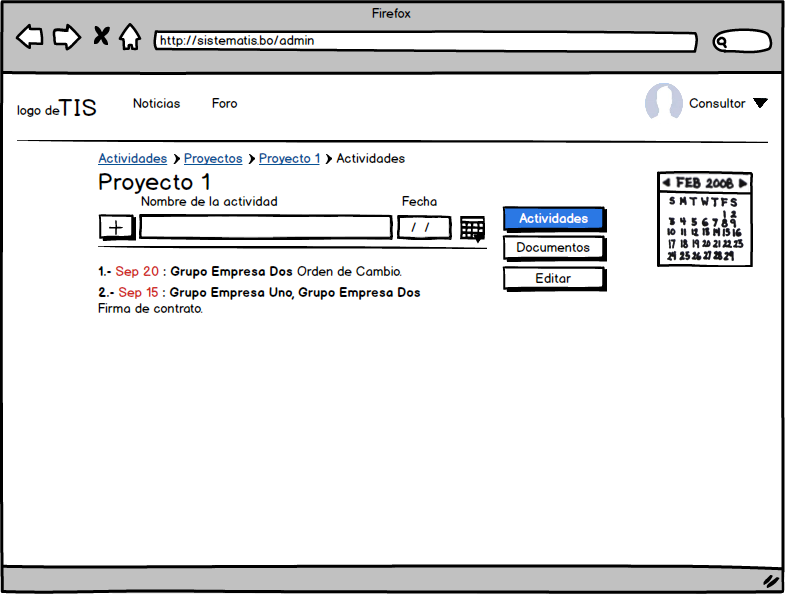 Firefox
http://sistematis.bo/admin
logo deTIS Noticias Foro Consultor
Actividades Proyectos Proyecto 1 Actividades
Proyecto 1
Nombre de la actividad Fecha
+ / /
Actividades
Documentos
Editar
FEB 2008
S M T W T F S
1 2
3 4 5 6 7 8 9
10 11 12 13 14 15 16
17 18 19 20 21 22 23
24 25 26 27 28 29
1.- Sep 20 : Grupo Empresa Dos Orden de Cambio.
2.- Sep 15 : Grupo Empresa Uno, Grupo Empresa Dos
Firma de contrato.